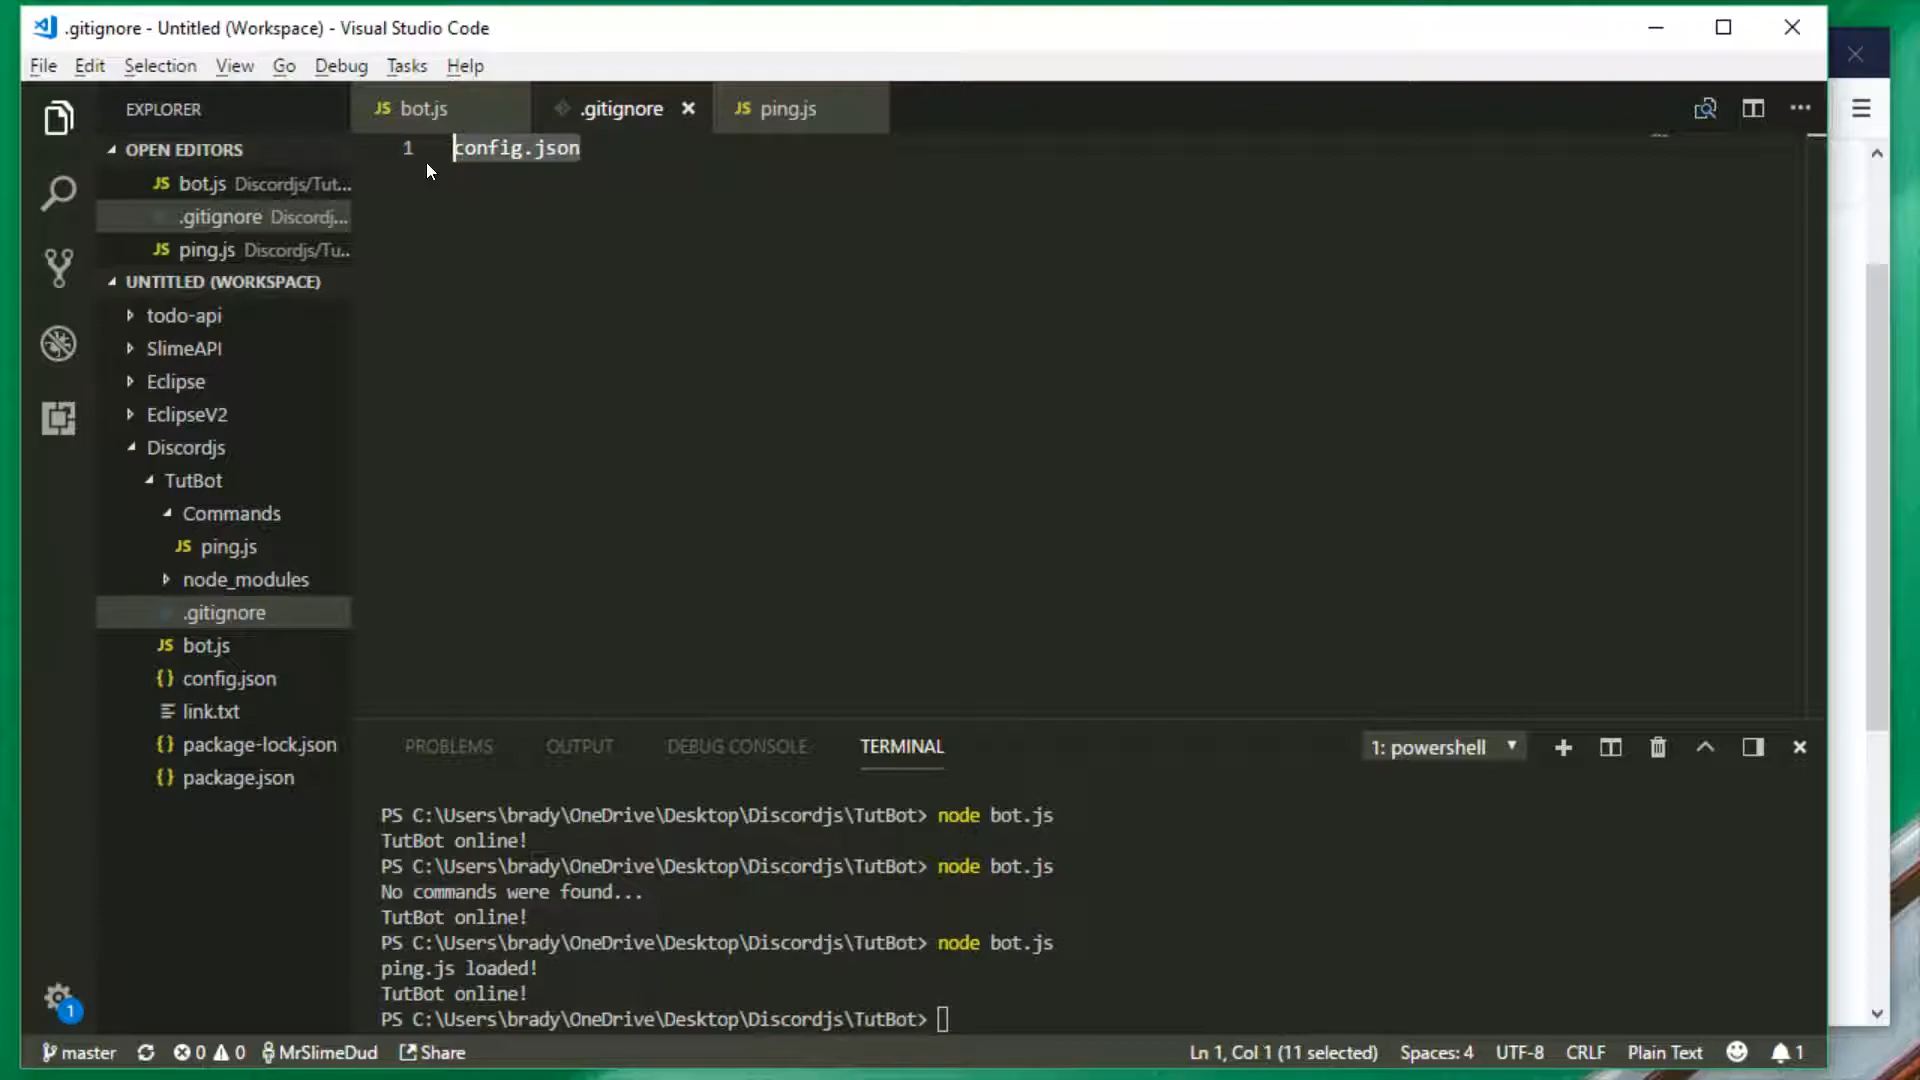 .gitignore - Untitled (Workspace) - Visual Studio Code
File Edit Selection View Go Debug Tasks Help
EXPLORER
JS bot.js
.gitignore
JS ping.js
OPEN EDITORS
JS bot.js Discordjs/Tut...
.gitignore Discordj...
JS ping.js Discordjs/Tu..
UNTITLED (WORKSPACE)
todo-api
SlimeAPI
Eclipse
EclipseV2
Discordjs
TutBot
Commands
JS ping.js
node_modules
.gitignore
JS bot.js
{} config.json
link.txt
{} package-lock.json
{} package.json
1 config.json
PROBLEMS OUTPUT DEBUG CONSOLE TERMINAL
1: powershell
PS C:\Users\brady\OneDrive\Desktop\Discordjs\TutBot> node bot.js
TutBot online!
PS C:\Users\brady\OneDrive\Desktop\Discordjs\TutBot> node bot.js
No commands were found...
TutBot online!
PS C:\Users\brady\OneDrive\Desktop\Discordjs\TutBot> node bot.js
ping.js loaded!
TutBot online!
PS C:\Users\brady\OneDrive\Desktop\Discordjs\TutBot>
1
master 0 0 MrSlimeDud Share
Ln 1, Col 1 (11 selected) Spaces: 4 UTF-8 CRLF Plain Text 1